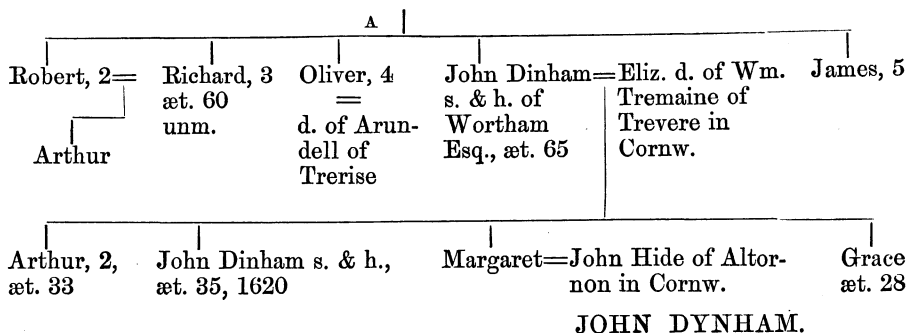 A
Robert, 2=
Arthur
Richard, 3
æt. 60
unm.
Oliver, 4
=
d. of Arun-
dell of
Trerise
John Dinham=Eliz. d. of Wm.
s. & h. of
Wortham
Esq., æt. 65
Tremaine of
Trevere in
Cornw.
James, 5
Arthur, 2,
æt. 33
John Dinham s. & h.,
æt. 35, 1620
Margaret=John Hide of Altor-
non in Cornw.
Grace
æt. 28
JOHN DYNHAM.